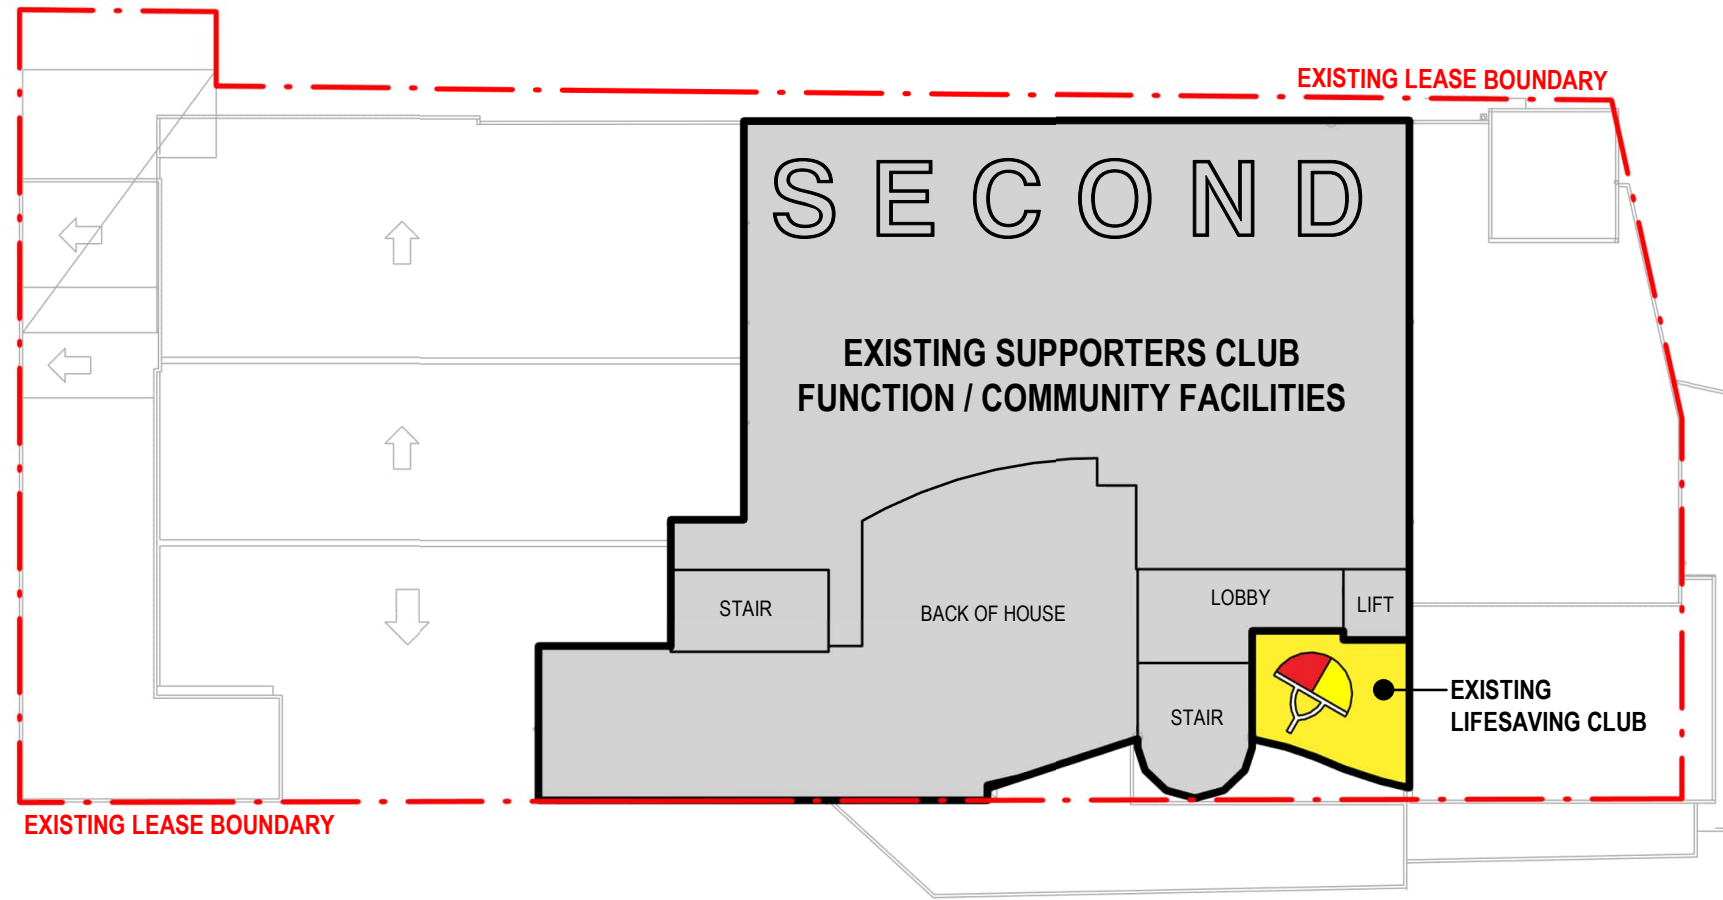 EXISTING LEASE BOUNDARY
SECOND
EXISTING SUPPORTERS CLUB
FUNCTION / COMMUNITY FACILITIES
STAIR
BACK OF HOUSE
LOBBY
LIFT
STAIR
EXISTING
LIFESAVING CLUB
EXISTING LEASE BOUNDARY